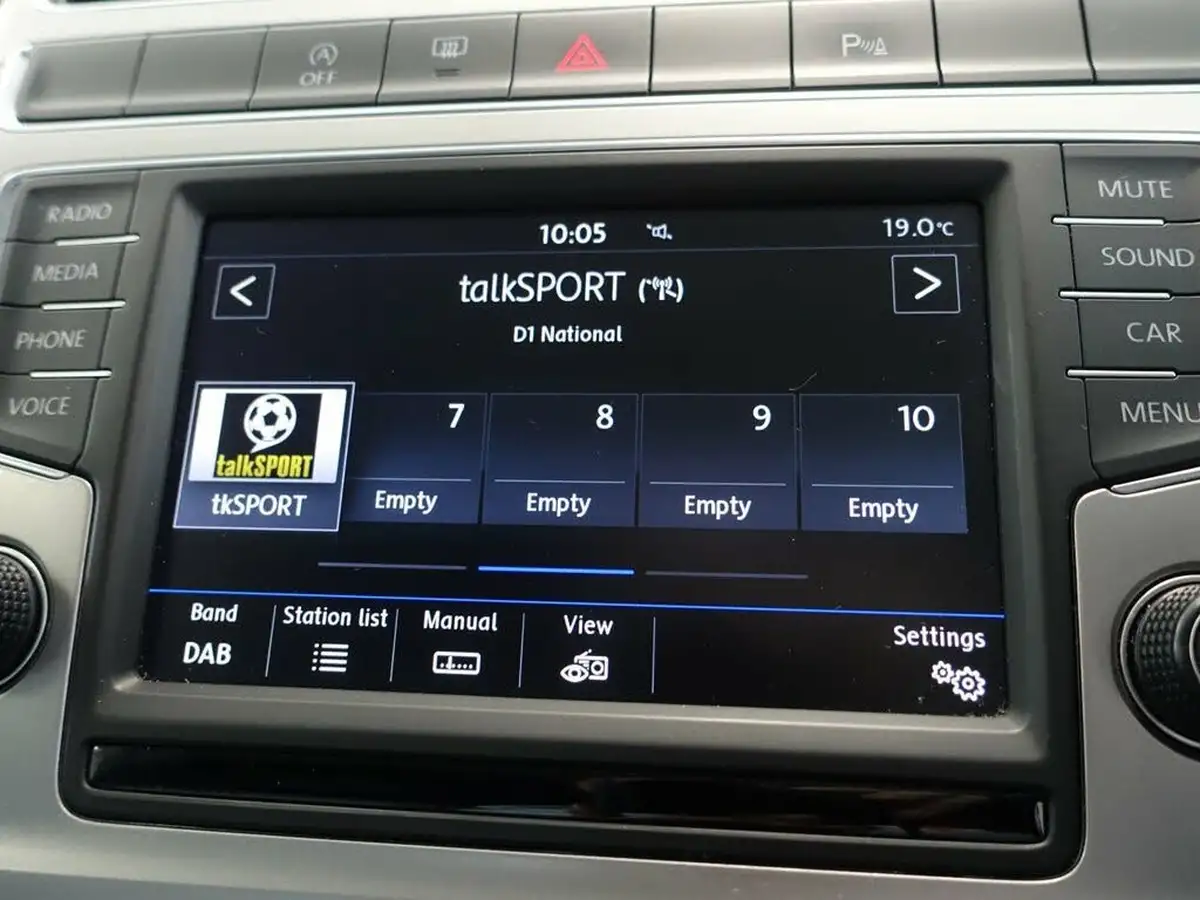 OFF
P
RADIO
MEDIA
PHONE
VOICE
10:05
19.0°C
<
talkSPORT
>
D1 National
talkSPORT
tkSPORT
7
Empty
8
Empty
9
Empty
10
Empty
Band
DAB
Station list
Manual
View
Settings
MUTE
SOUND
CAR
MENU